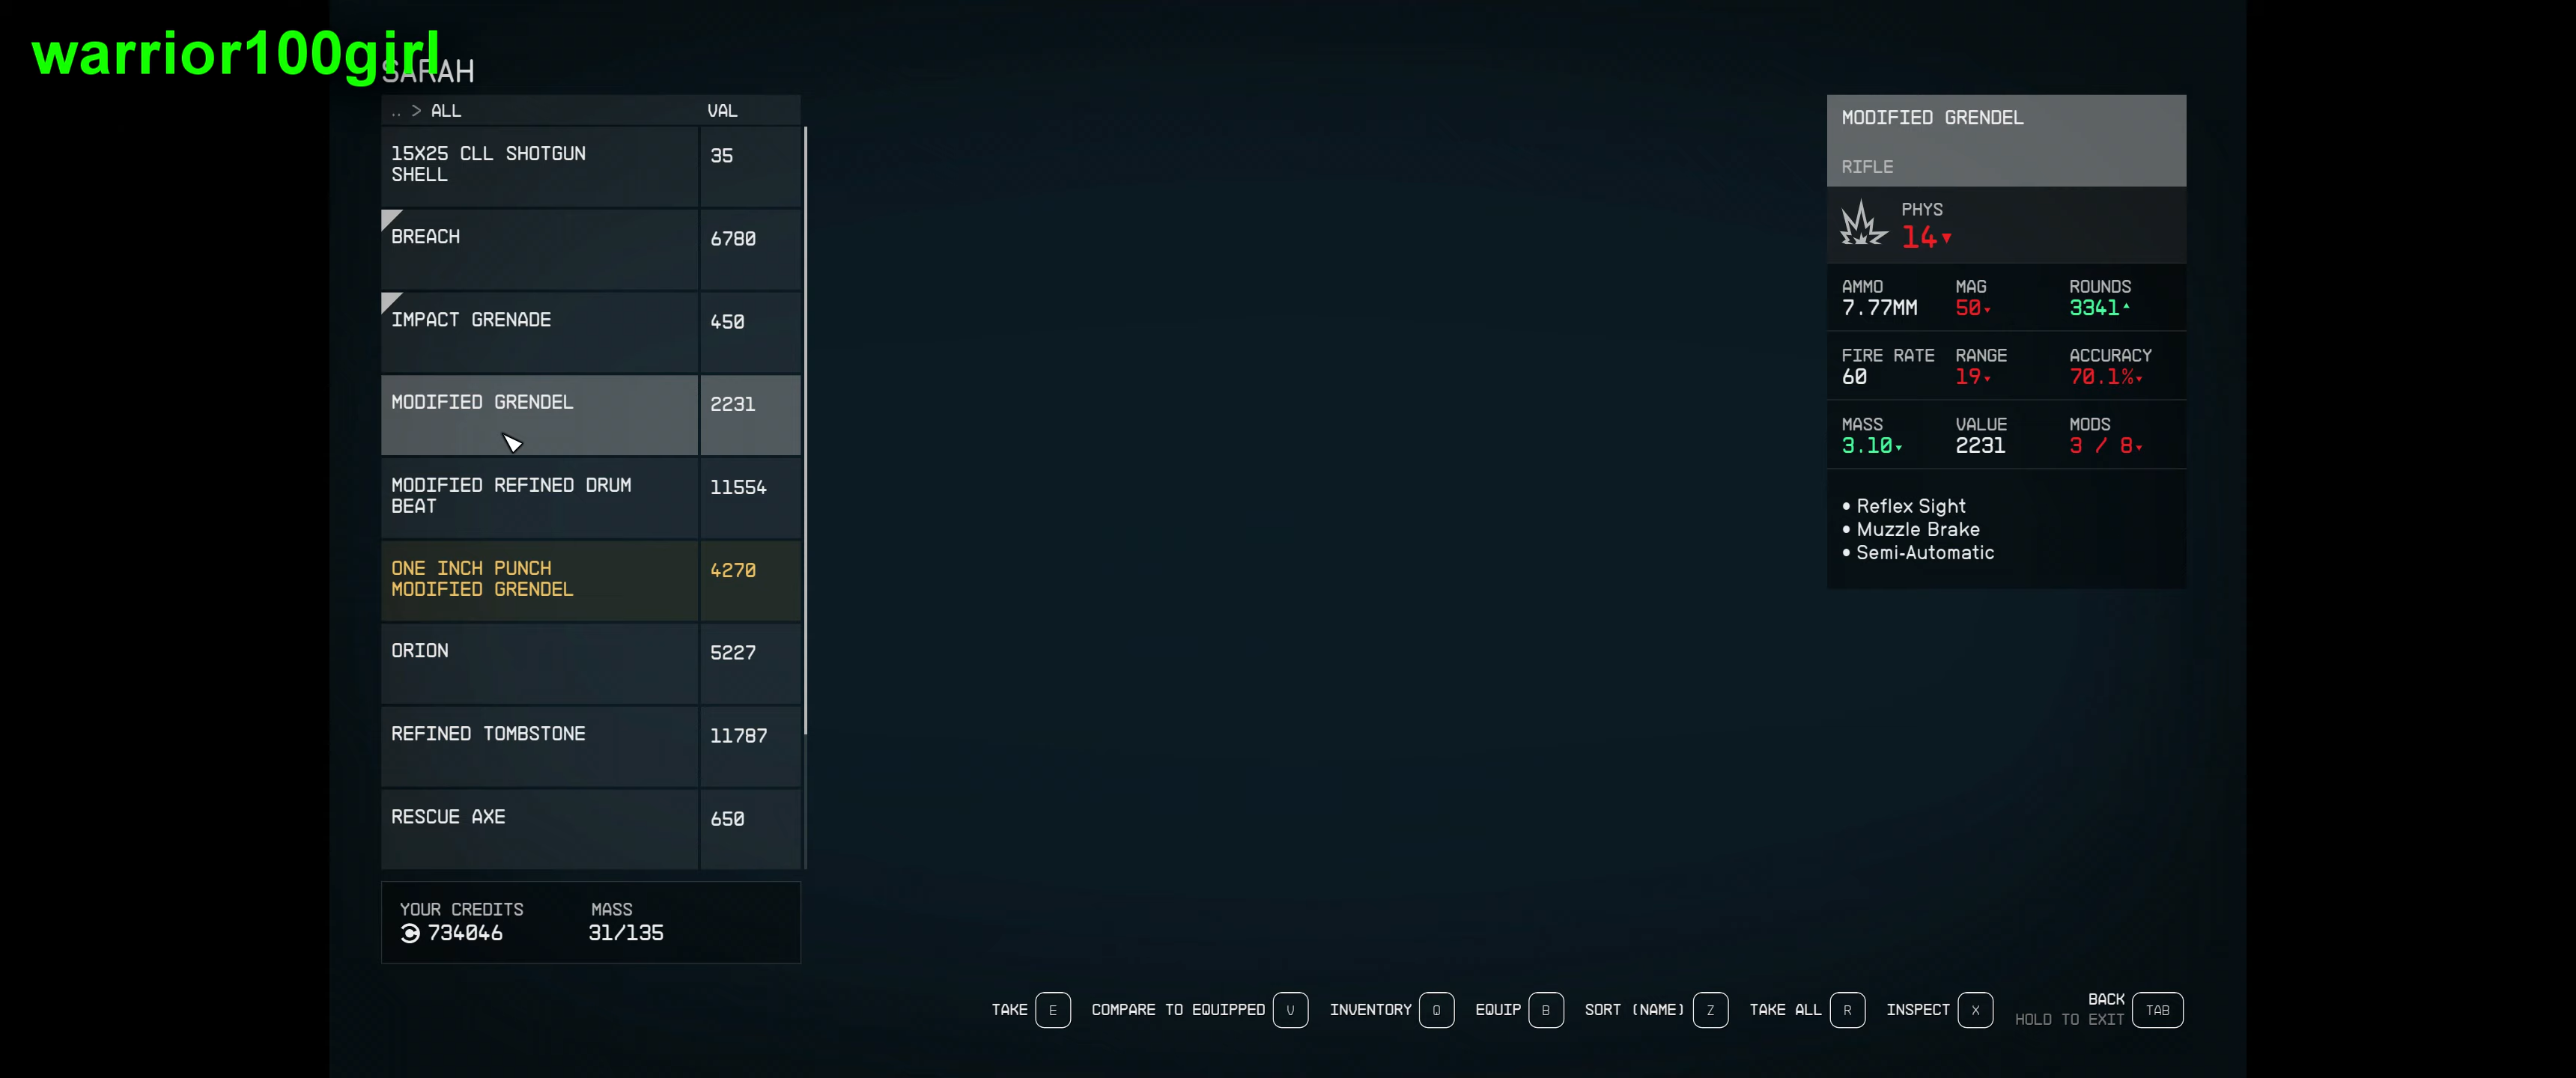 warrior100girl
SARAH
.. > ALL VAL
15X25 CLL SHOTGUN
SHELL
35
BREACH 6780
IMPACT GRENADE 450
MODIFIED GRENDEL 2231
MODIFIED REFINED DRUM
BEAT
11554
ONE INCH PUNCH
MODIFIED GRENDEL
4270
ORION 5227
REFINED TOMBSTONE 11787
RESCUE AXE 650
YOUR CREDITS MASS
734046 31/135
MODIFIED GRENDEL
RIFLE
PHYS
14
AMMO MAG ROUNDS
7.77MM 50 3341
FIRE RATE RANGE ACCURACY
60 19 70.1%
MASS VALUE MODS
3.10 2231 3 / 8
• Reflex Sight
• Muzzle Brake
• Semi-Automatic
TAKE E COMPARE TO EQUIPPED V INVENTORY Q EQUIP B SORT (NAME) Z TAKE ALL R INSPECT X BACK TAB
HOLD TO EXIT